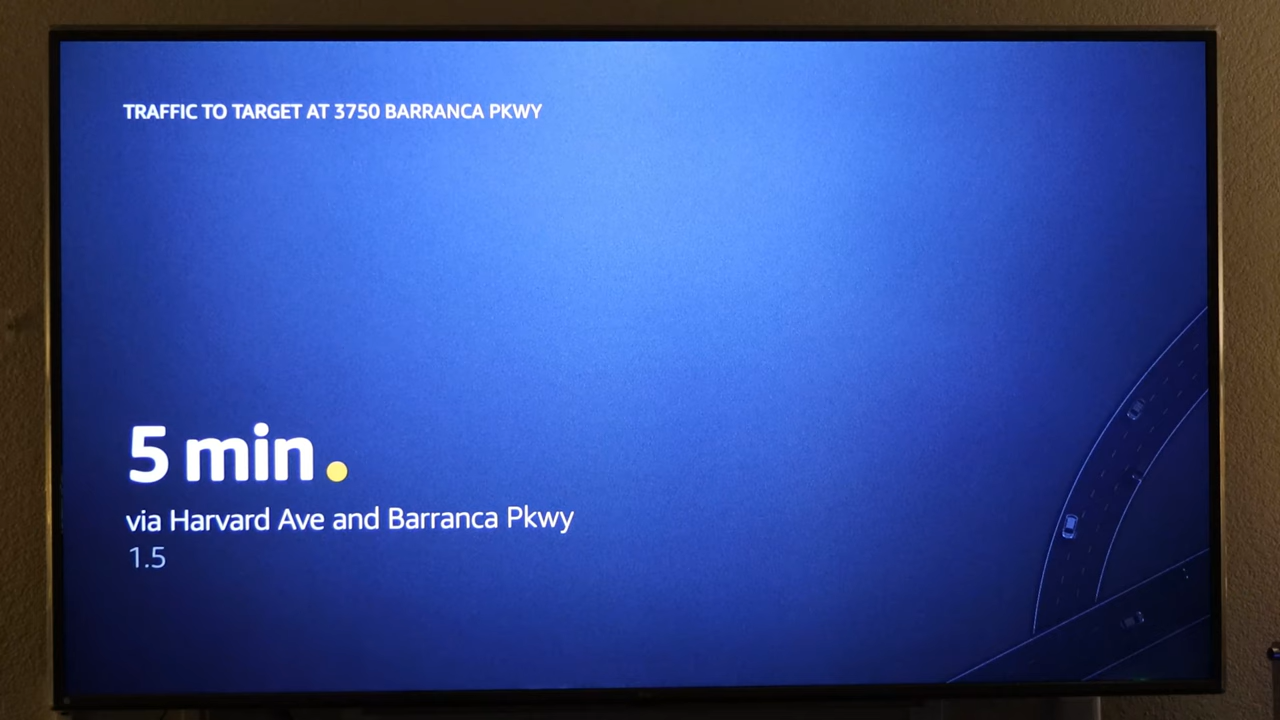 TRAFFIC TO TARGET AT 3750 BARRANCA PKWY
5 min
via Harvard Ave and Barranca Pkwy
1.5